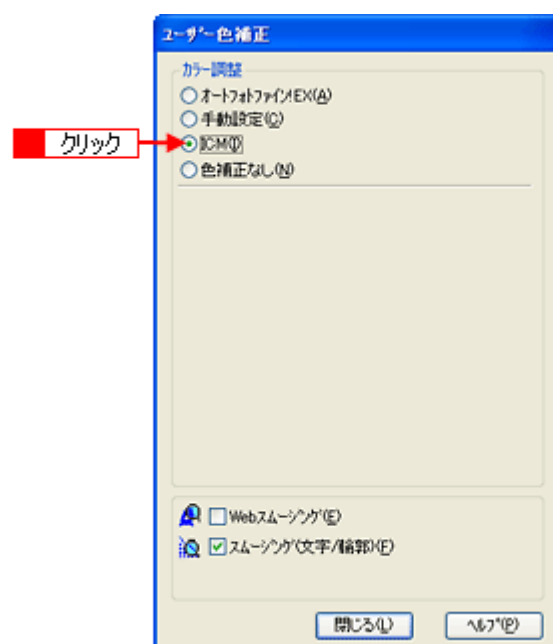 ユーザー色補正
カラー調整
オートフォトファイン!EX(A)
手動設定(C)
クリック
ICM(I)
色補正なし(N)
Webスムージング(E)
スムージング(文字/輪郭)(F)
閉じる(L)
ヘルプ(P)